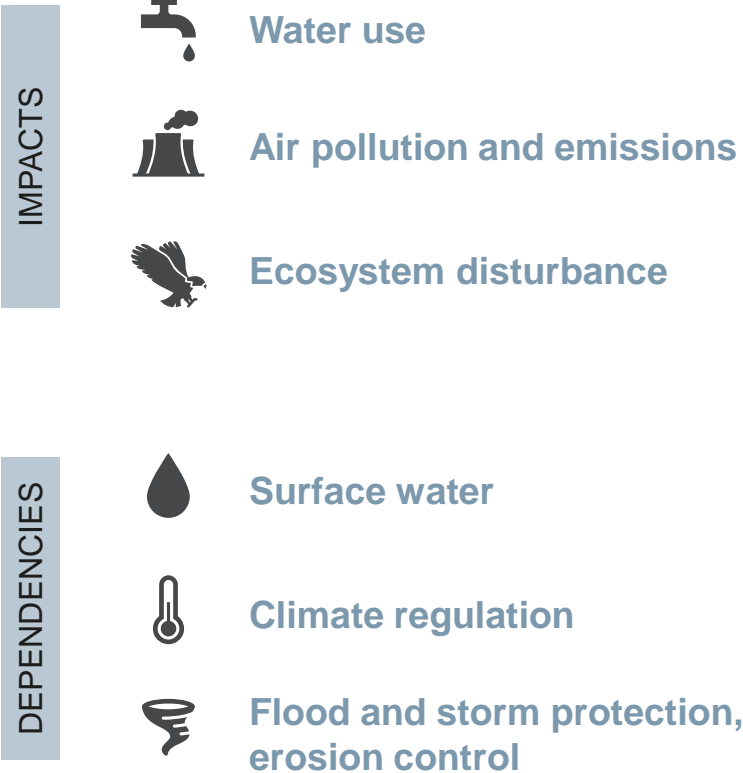 IMPACTS
Water use
Air pollution and emissions
Ecosystem disturbance
DEPENDENCIES
Surface water
Climate regulation
Flood and storm protection,
erosion control